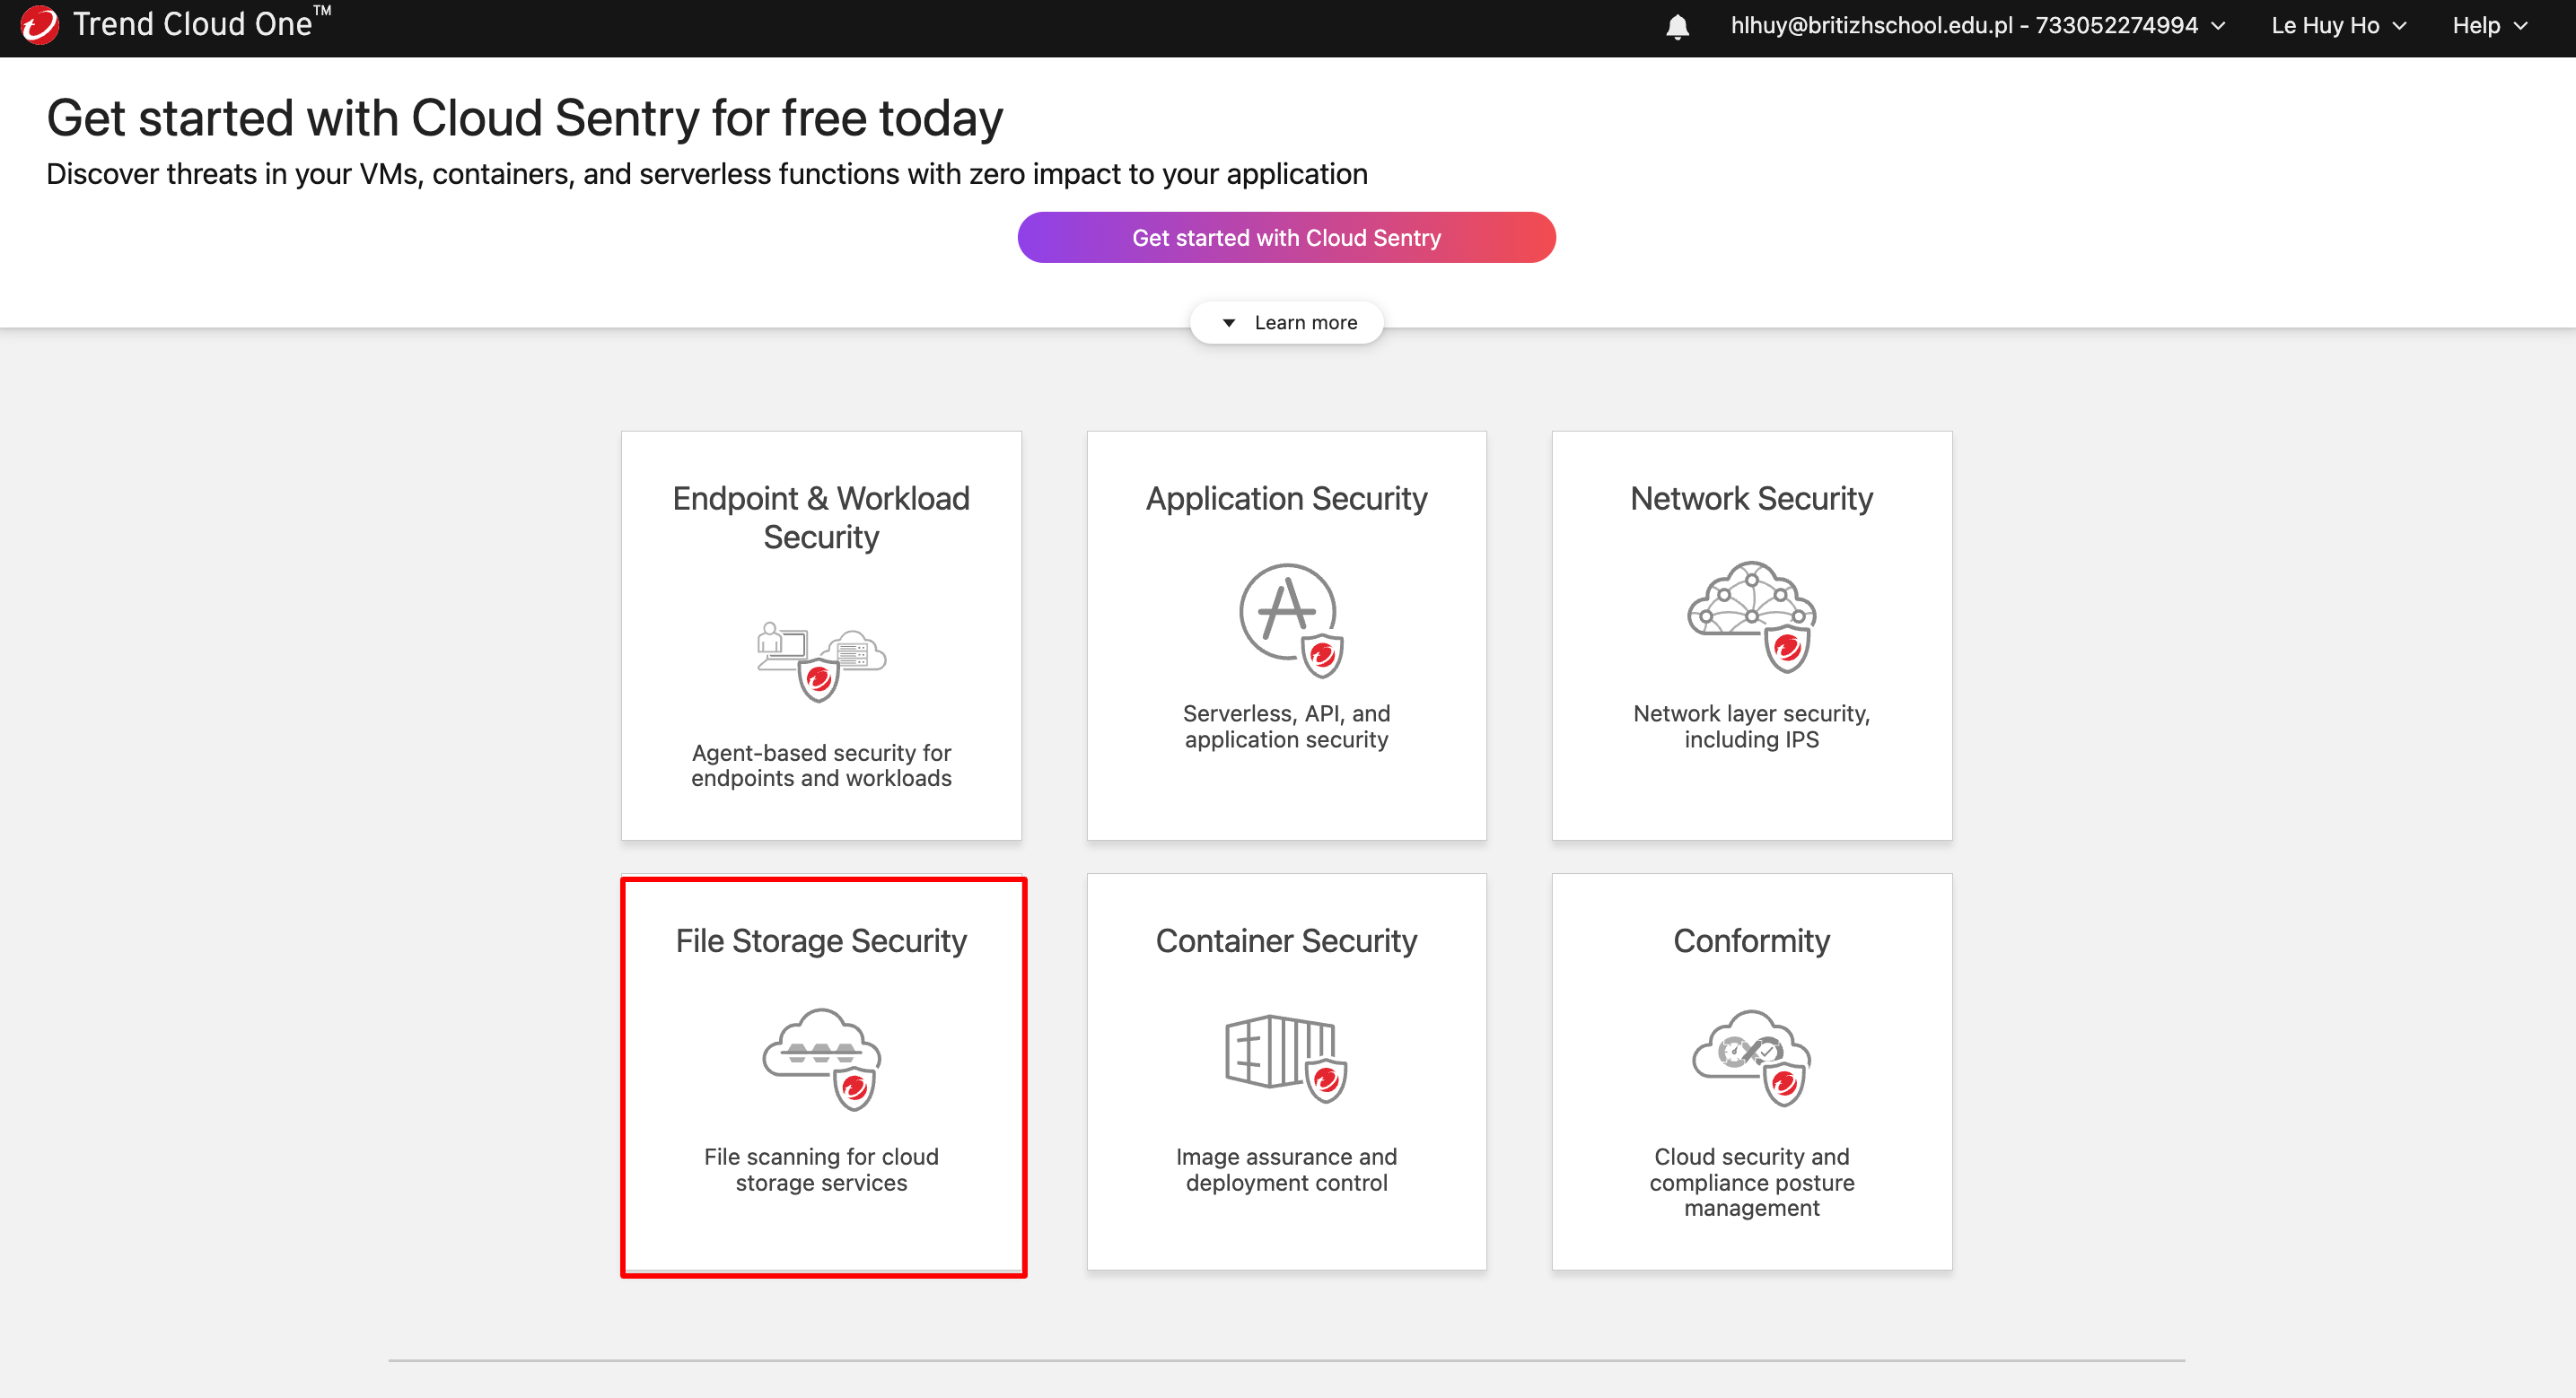 Trend Cloud One™
hlhuy@britizhschool.edu.pl - 733052274994
Le Huy Ho
Help
Get started with Cloud Sentry for free today
Discover threats in your VMs, containers, and serverless functions with zero impact to your application
Get started with Cloud Sentry
Learn more
Endpoint & Workload
Security
Agent-based security for
endpoints and workloads
Application Security
Serverless, API, and
application security
Network Security
Network layer security,
including IPS
File Storage Security
File scanning for cloud
storage services
Container Security
Image assurance and
deployment control
Conformity
Cloud security and
compliance posture
management